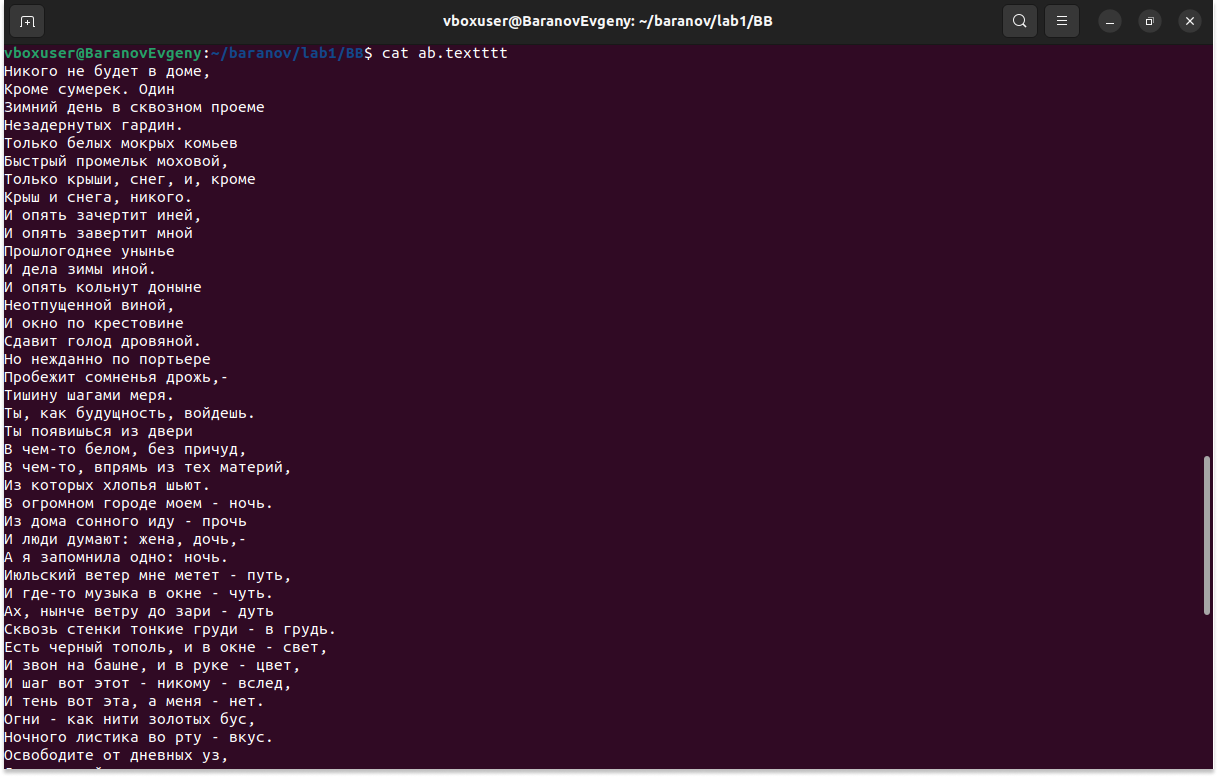 vboxuser@BaranovEvgeny: ~/baranov/lab1/BB
vboxuser@BaranovEvgeny:~/baranov/lab1/BB$ cat ab.textttt
Никого не будет в доме,
Кроме сумерек. Один
Зимний день в сквозном проеме
Незадернутых гардин.
Только белых мокрых комьев
Быстрый промельк моховой,
Только крыши, снег, и, кроме
Крыш и снега, никого.
И опять зачертит иней,
И опять завертит мной
Прошлогоднее унынье
И дела зимы иной.
И опять кольнут доныне
Неотпущенной виной,
И окно по крестовине
Сдавит голод дровяной.
Но нежданно по портьере
Пробежит сомненья дрожь,-
Тишину шагами меря.
Ты, как будущность, войдешь.
Ты появишься из двери
В чем-то белом, без причуд,
В чем-то, впрямь из тех материй,
Из которых хлопья шьют.
В огромном городе моем - ночь.
Из дома сонного иду - прочь
И люди думают: жена, дочь,-
А я запомнила одно: ночь.
Июльский ветер мне метет - путь,
И где-то музыка в окне - чуть.
Ах, нынче ветру до зари - дуть
Сквозь стенки тонкие груди - в грудь.
Есть черный тополь, и в окне - свет,
И звон на башне, и в руке - цвет,
И шаг вот этот - никому - вслед,
И тень вот эта, а меня - нет.
Огни - как нити золотых бус,
Ночного листика во рту - вкус.
Освободите от дневных уз,